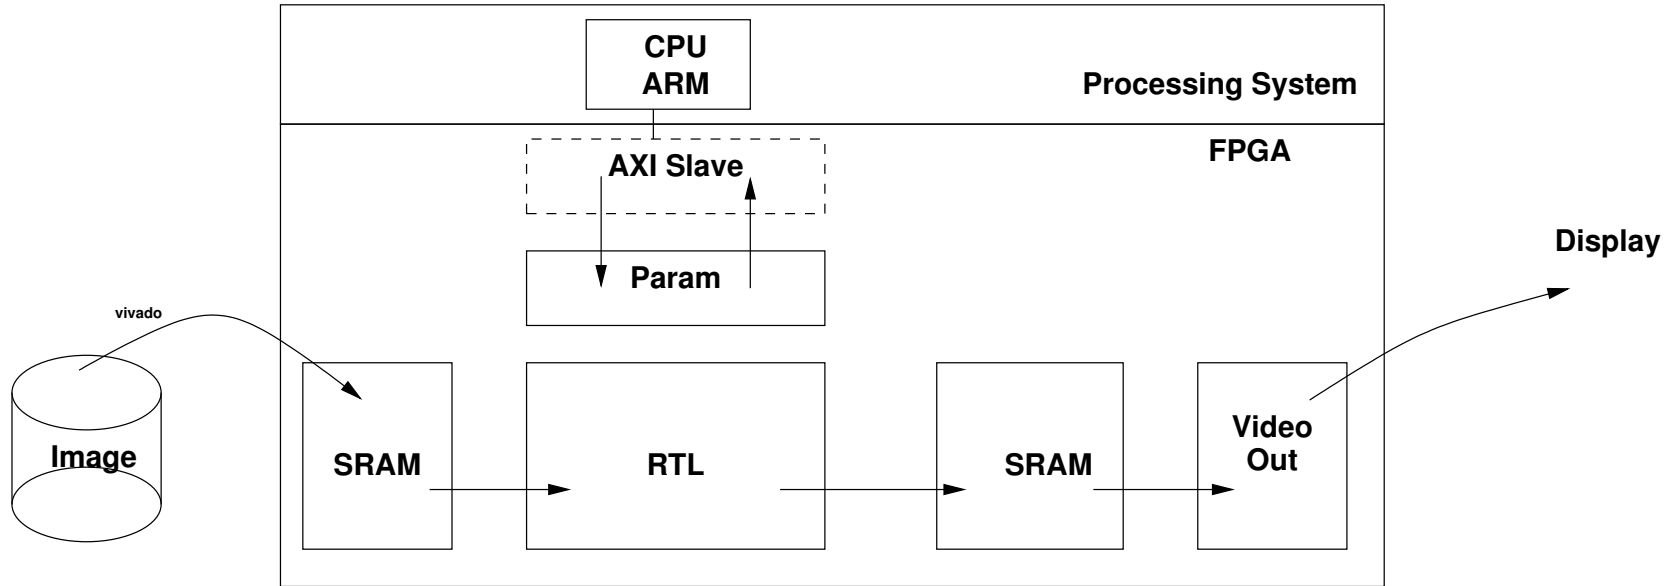 CPU
ARM
Processing System
FPGA
AXI Slave
Display
Param
vivado
Image
SRAM
RTL
SRAM
Video
Out